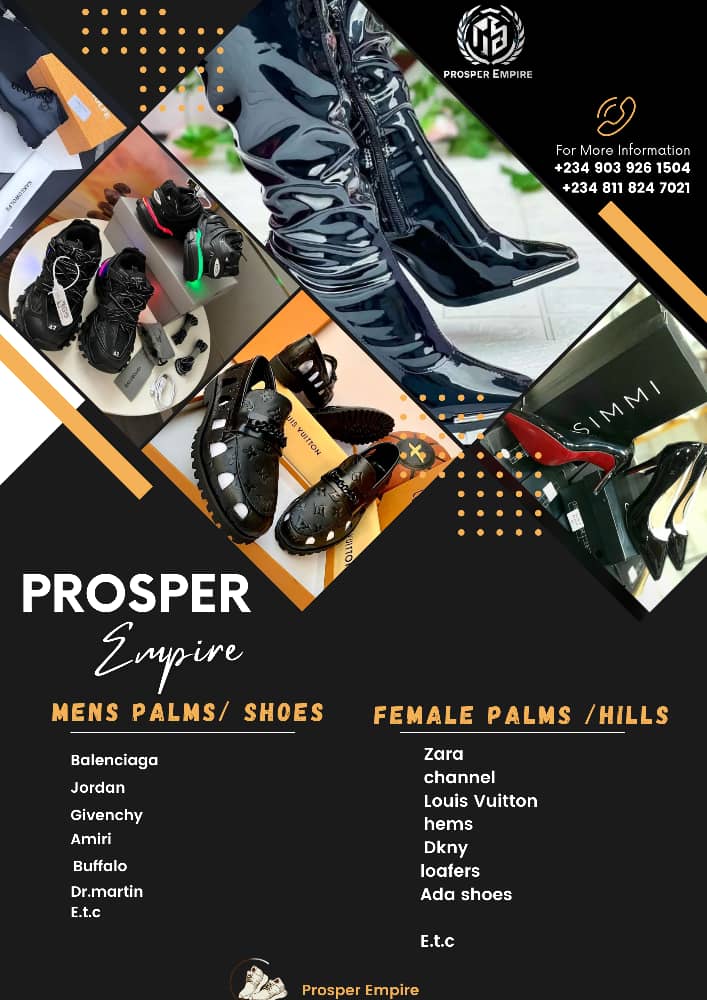 PROSPER EMPIRE
For More Information
+234 903 926 1504
+234 811 824 7021
SIMMI
LOUIS VUITTON
PROSPER
Empire
MENS PALMS/ SHOES
Balenciaga
Jordan
Givenchy
Amiri
Buffalo
Dr.martin
E.t.c
FEMALE PALMS /HILLS
Zara
channel
Louis Vuitton
hems
Dkny
loafers
Ada shoes
E.t.c
Prosper Empire